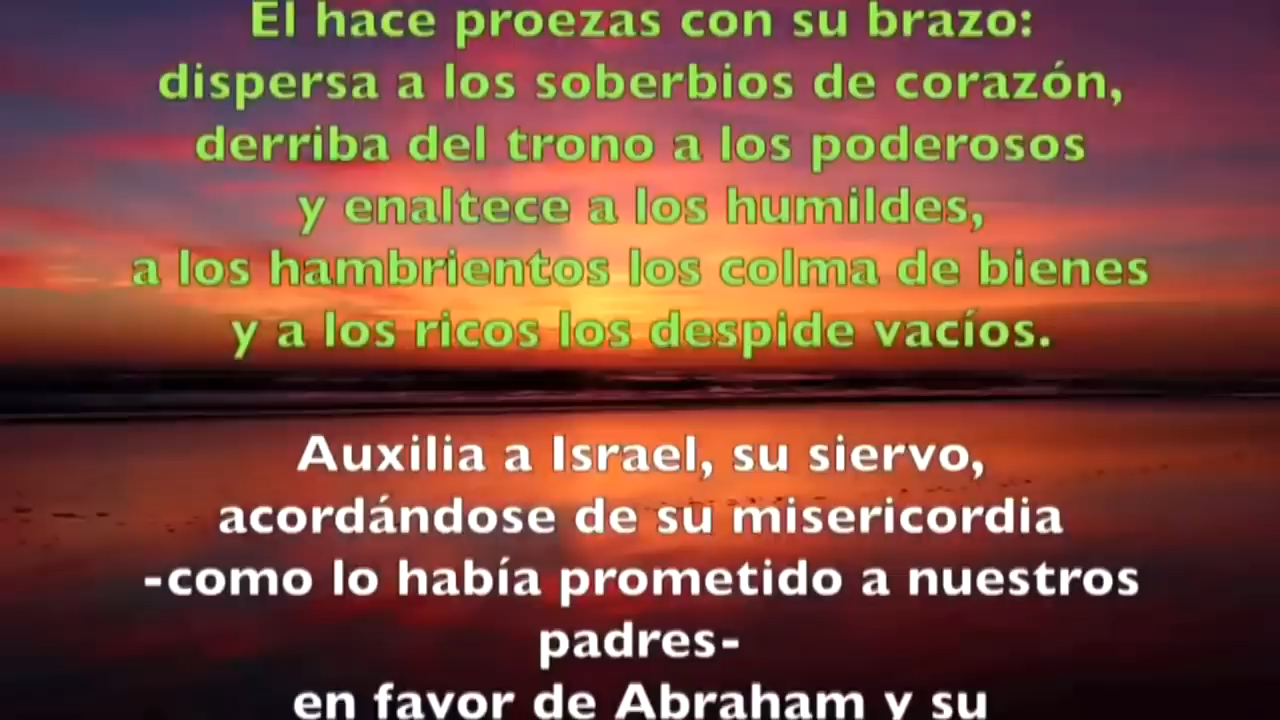 Él hace proezas con su brazo:
dispersa a los soberbios de corazón,
derriba del trono a los poderosos
y enaltece a los humildes,
a los hambrientos los colma de bienes
y a los ricos los despide vacíos.
Auxilia a Israel, su siervo,
acordándose de su misericordia
-como lo había prometido a nuestros
padres-
en favor de Abraham y su